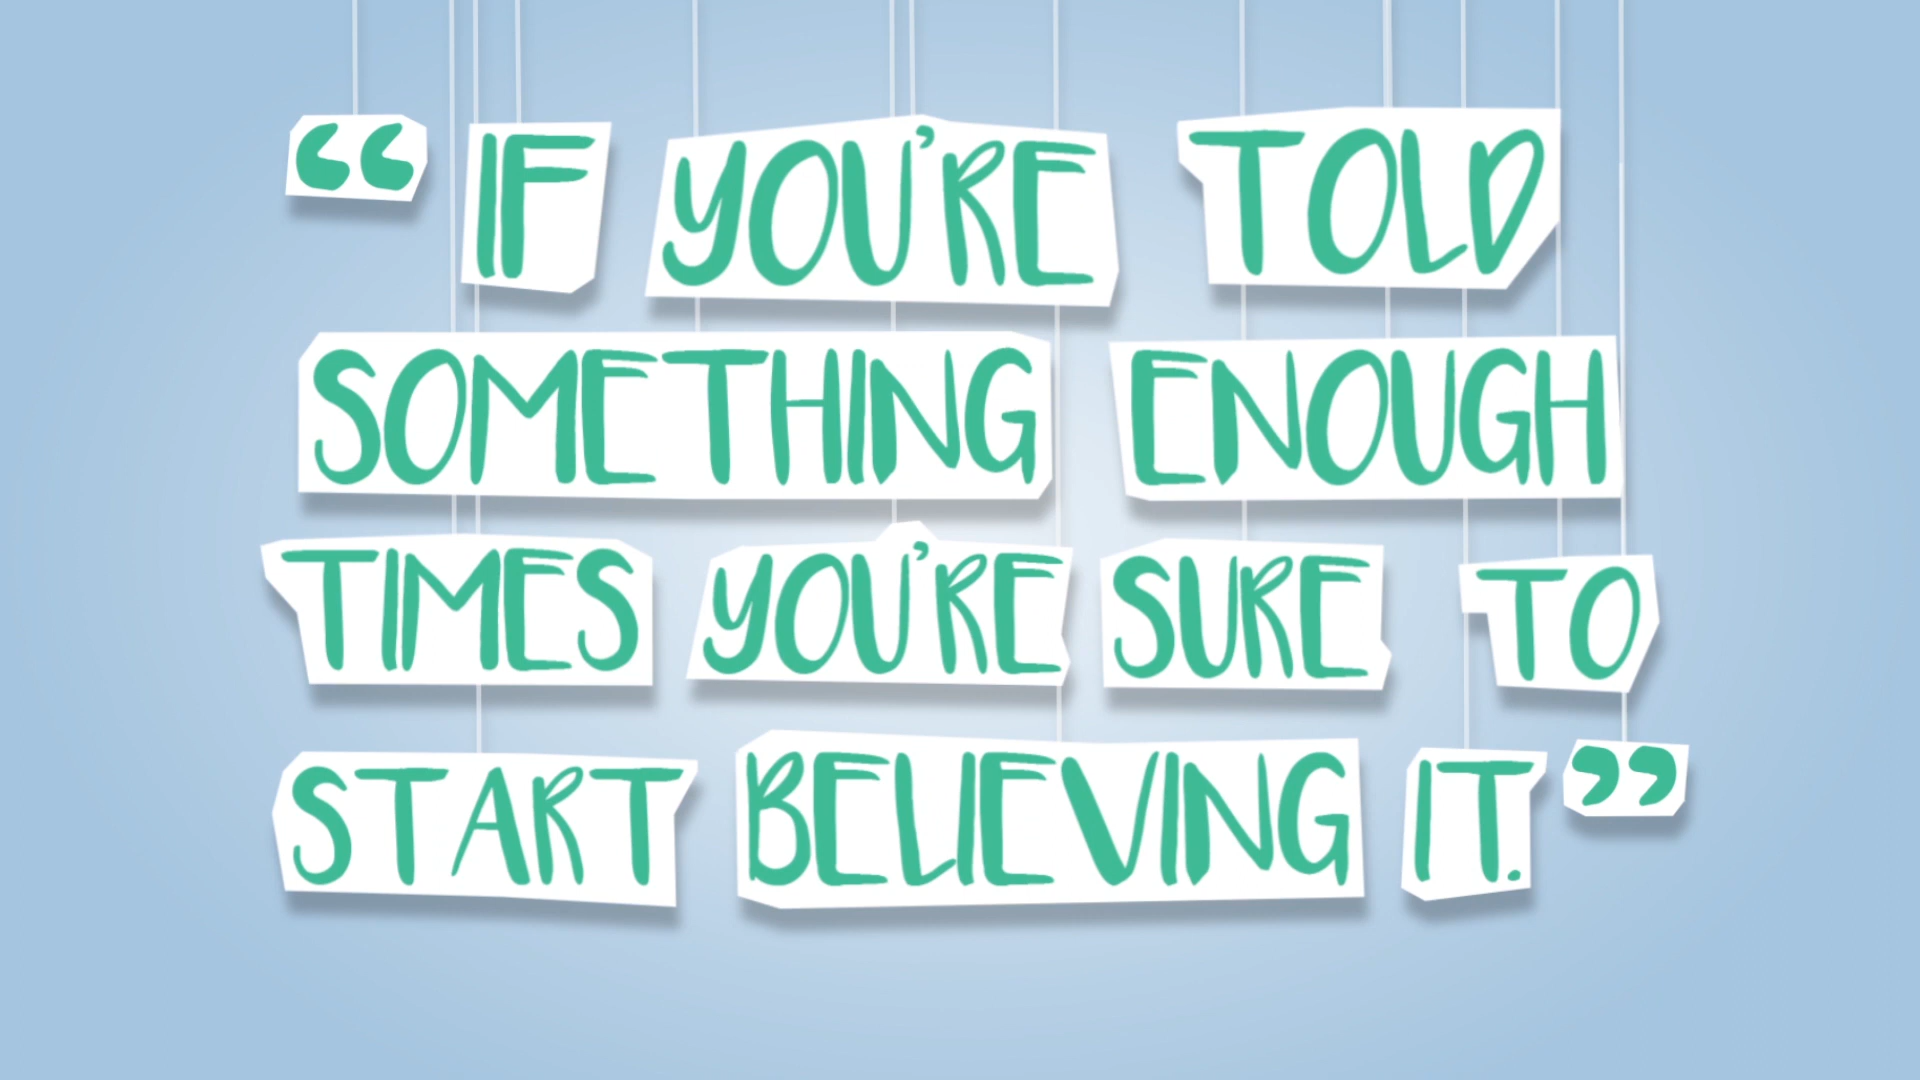 “IF YOU’RE TOLD
SOMETHING ENOUGH
TIMES YOU’RE SURE TO
START BELIEVING IT.”